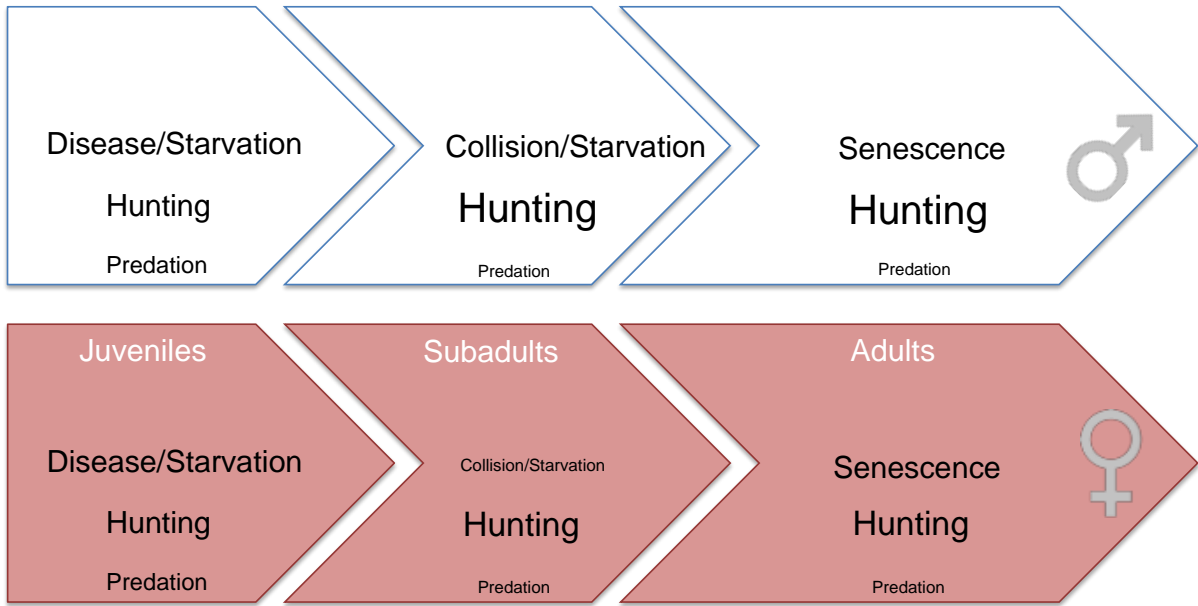 Disease/Starvation
Hunting
Predation
Collision/Starvation
Hunting
Predation
Senescence
Hunting
Predation
Juveniles
Disease/Starvation
Hunting
Predation
Subadults
Collision/Starvation
Hunting
Predation
Adults
Senescence
Hunting
Predation